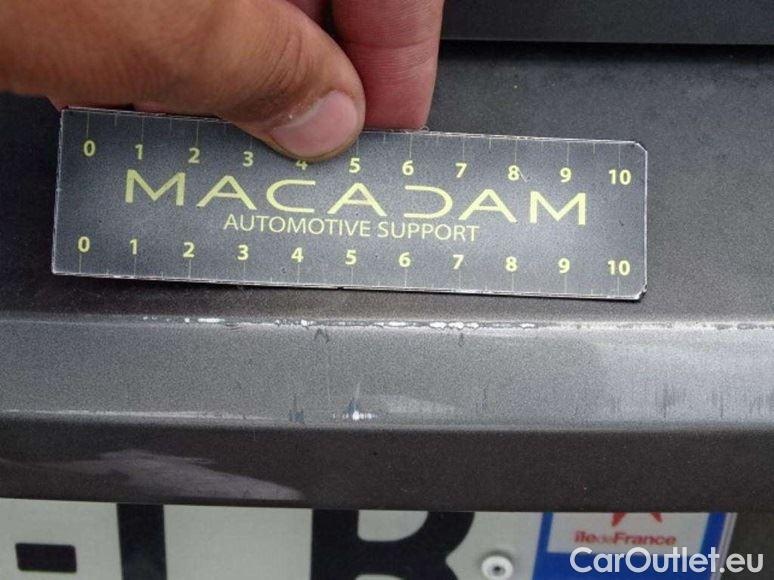 0 1 2 3 4 5 6 7 8 9 10
MACADAM
AUTOMOTIVE SUPPORT
0 1 2 3 4 5 6 7 8 9 10
îledeFrance
CarOutlet.eu